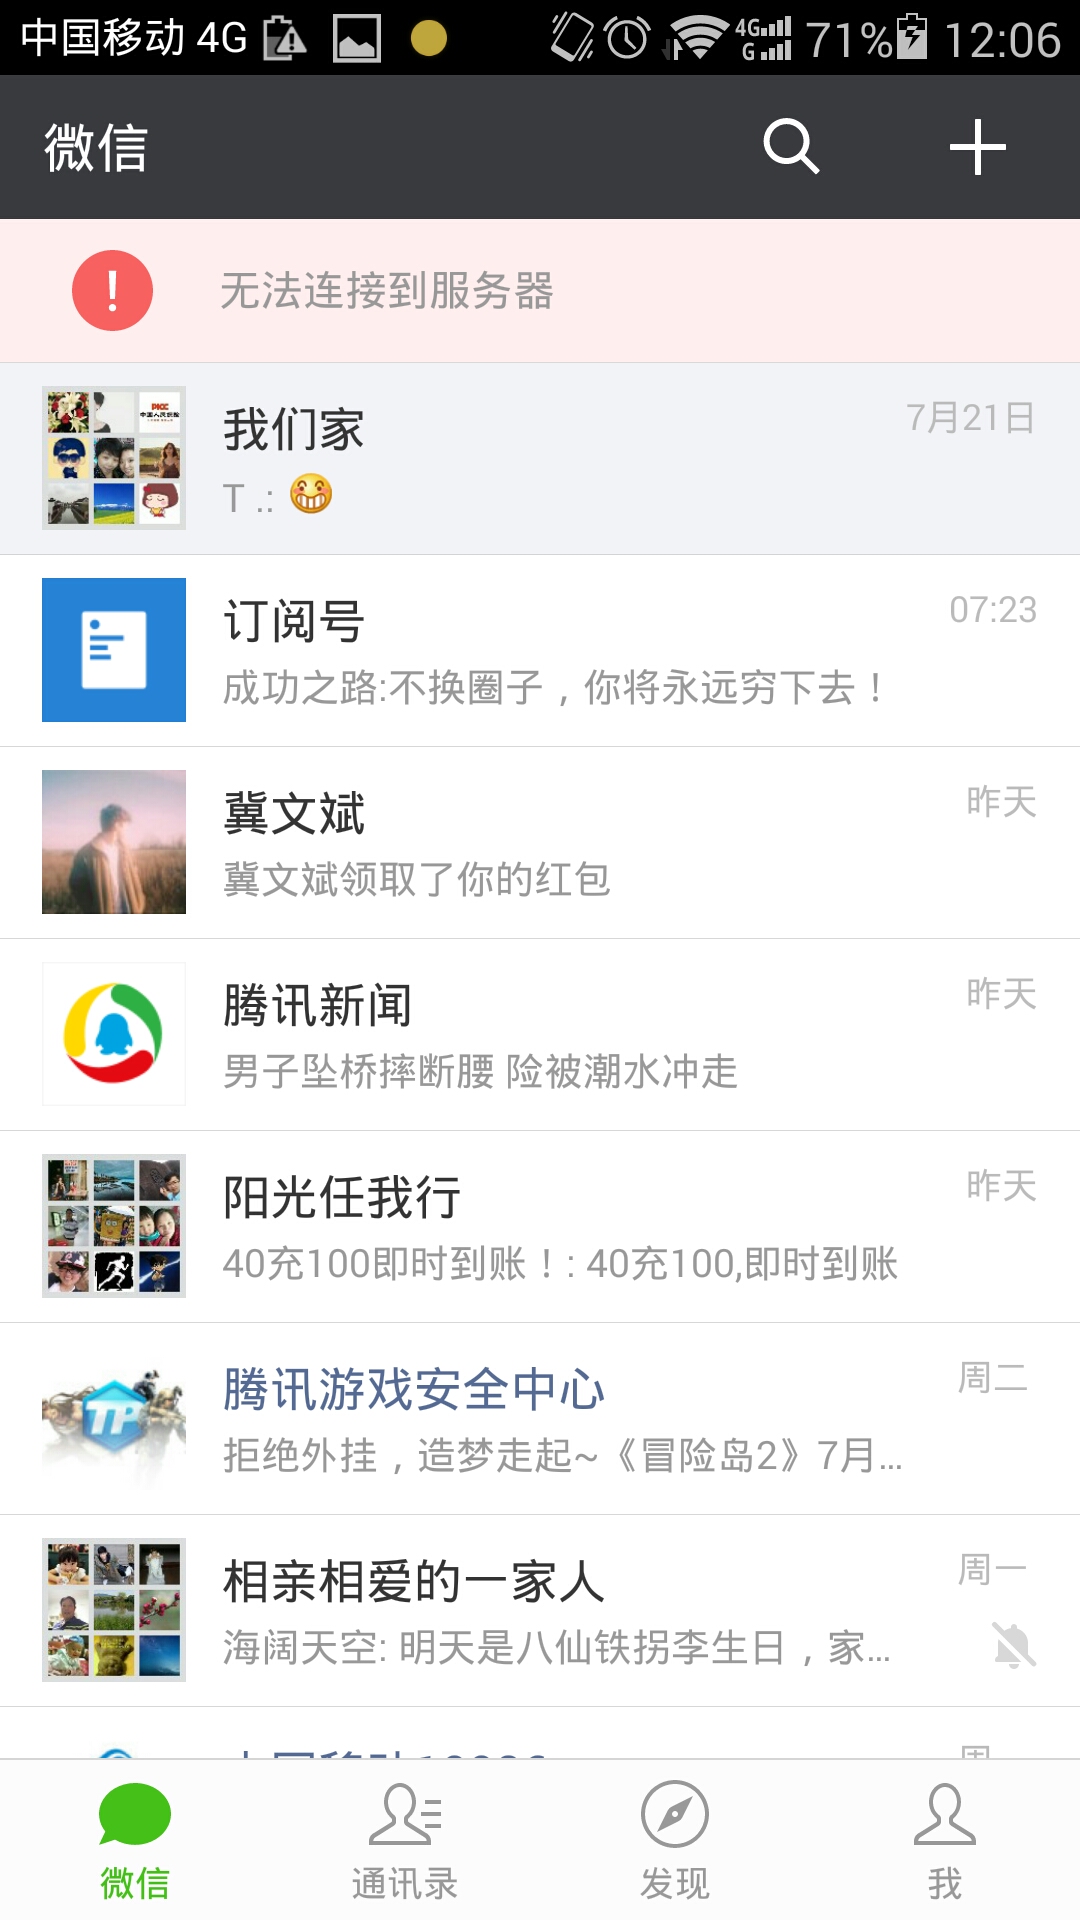 中国移动 4G 4G G 71% 12:06
微信
无法连接到服务器
我们家 7月21日
T .:
订阅号 07:23
成功之路:不换圈子，你将永远穷下去！
冀文斌 昨天
冀文斌领取了你的红包
腾讯新闻 昨天
男子坠桥摔断腰 险被潮水冲走
阳光任我行 昨天
40充100即时到账！: 40充100,即时到账
腾讯游戏安全中心 周二
TP
拒绝外挂，造梦走起~《冒险岛2》7月...
相亲相爱的一家人 周一
海阔天空: 明天是八仙铁拐李生日，家...
微信 通讯录 发现 我